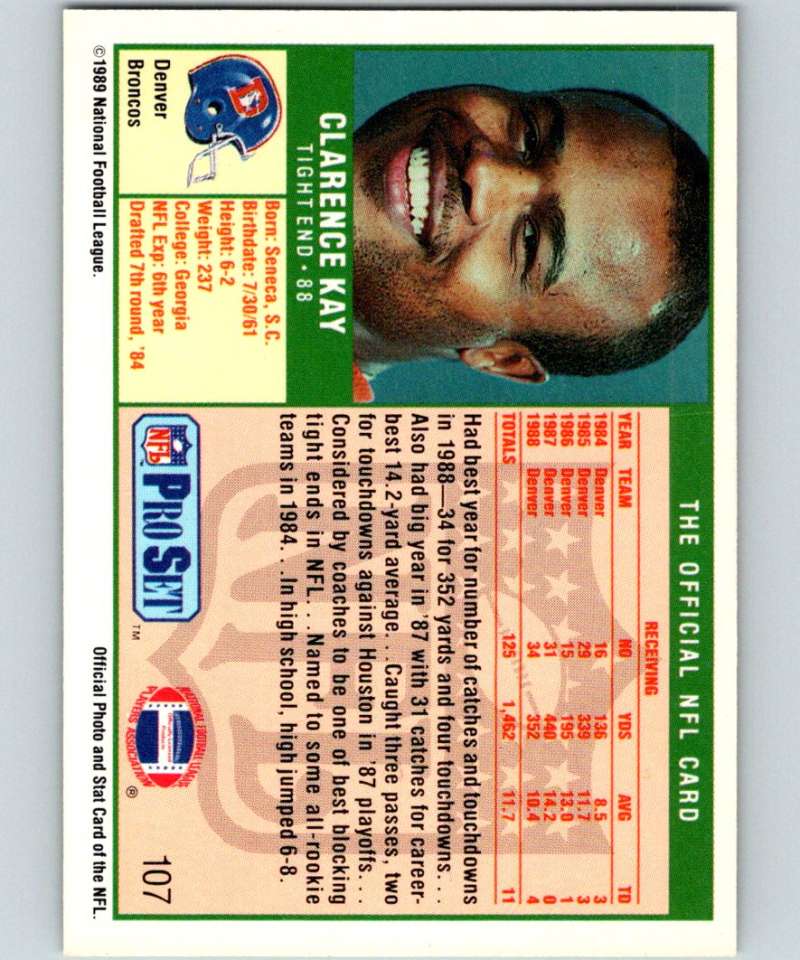 THE OFFICIAL NFL CARD
CLARENCE KAY
TIGHT END • 88
Denver
Broncos
Born: Seneca, S.C.
Birthdate: 7/30/61
Height: 6-2
Weight: 237
College: Georgia
NFL Exp: 6th year
Drafted 7th round, '84
RECEIVING
YEAR TEAM NO YDS AVG TD
1984 Denver 16 136 8.5 3
1985 Denver 29 339 11.7 3
1986 Denver 15 195 13.0 1
1987 Denver 31 440 14.2 0
1988 Denver 34 352 10.4 4
TOTALS 125 1,462 11.7 11
Had best year for number of catches and touchdowns
in 1988—34 for 352 yards and four touchdowns. . .
Also had big year in '87 with 31 catches for career-
best 14.2-yard average. . .Caught three passes, two
for touchdowns against Houston in '87 playoffs. . .
Considered by coaches to be one of best blocking
tight ends in NFL. . .Named to some all-rookie
teams in 1984. . .In high school, high jumped 6-8.
NFL PRO SET ™
NATIONAL FOOTBALL LEAGUE
PLAYERS ASSOCIATION ®
107
©1989 National Football League.
Official Photo and Stat Card of the NFL.